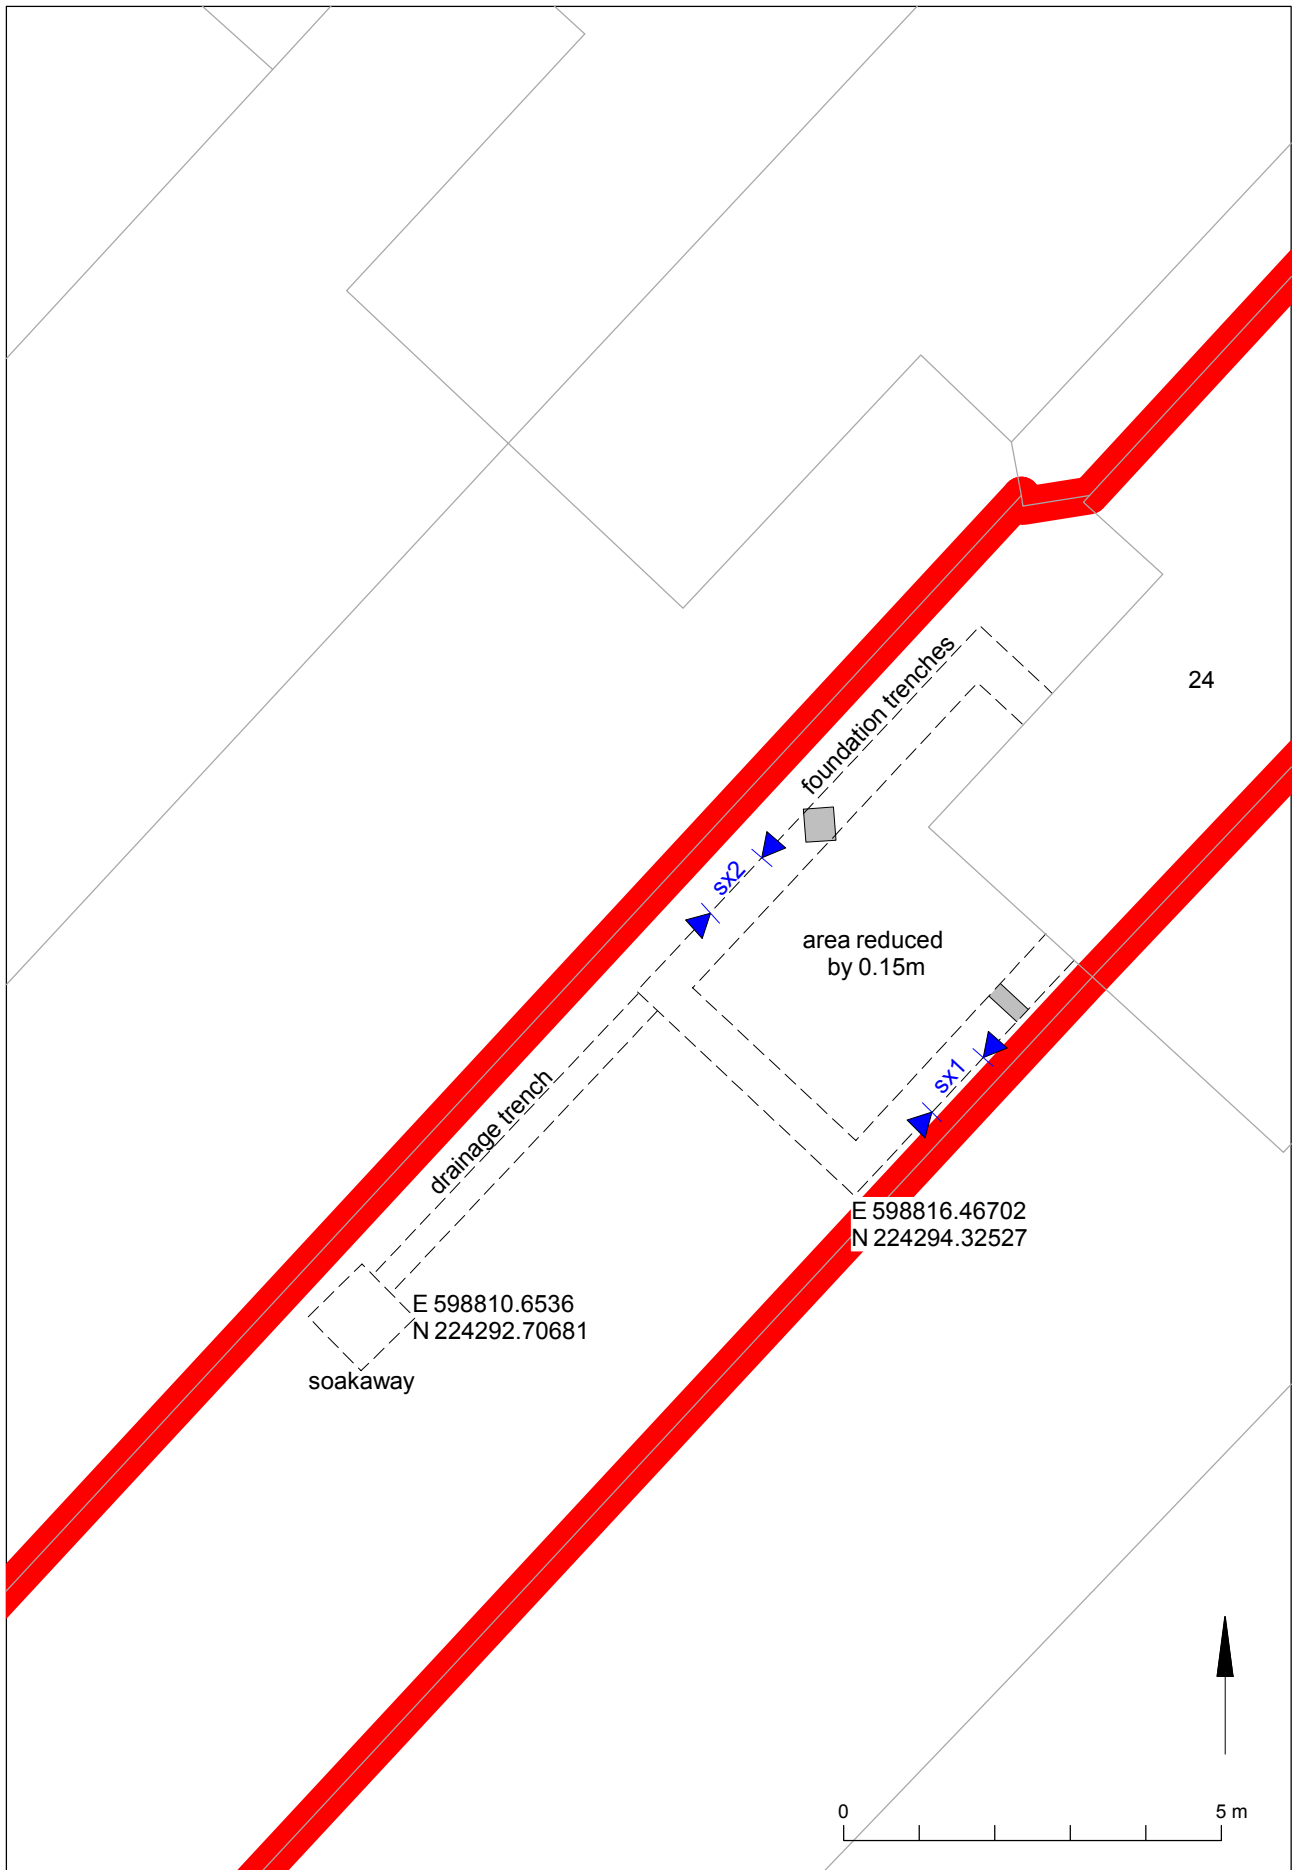 foundation trenches
24
sx2
area reduced
by 0.15m
sx1
drainage trench
E 598816.46702
N 224294.32527
E 598810.6536
N 224292.70681
soakaway
0
5 m